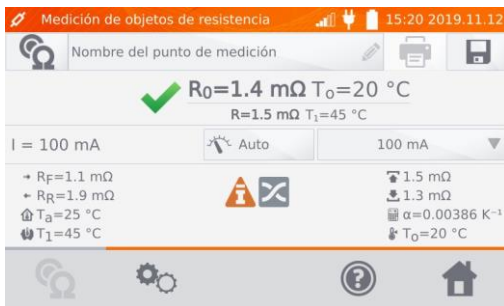 Medición de objetos de resistencia 15:20 2019.11.12
Nombre del punto de medición
R₀=1.4 mΩ T₀=20 °C
R=1.5 mΩ T₁=45 °C
I = 100 mA Auto 100 mA
R_F=1.1 mΩ 1.5 mΩ
R_R=1.9 mΩ 1.3 mΩ
Tₐ=25 °C α=0.00386 K⁻¹
T₁=45 °C T₀=20 °C